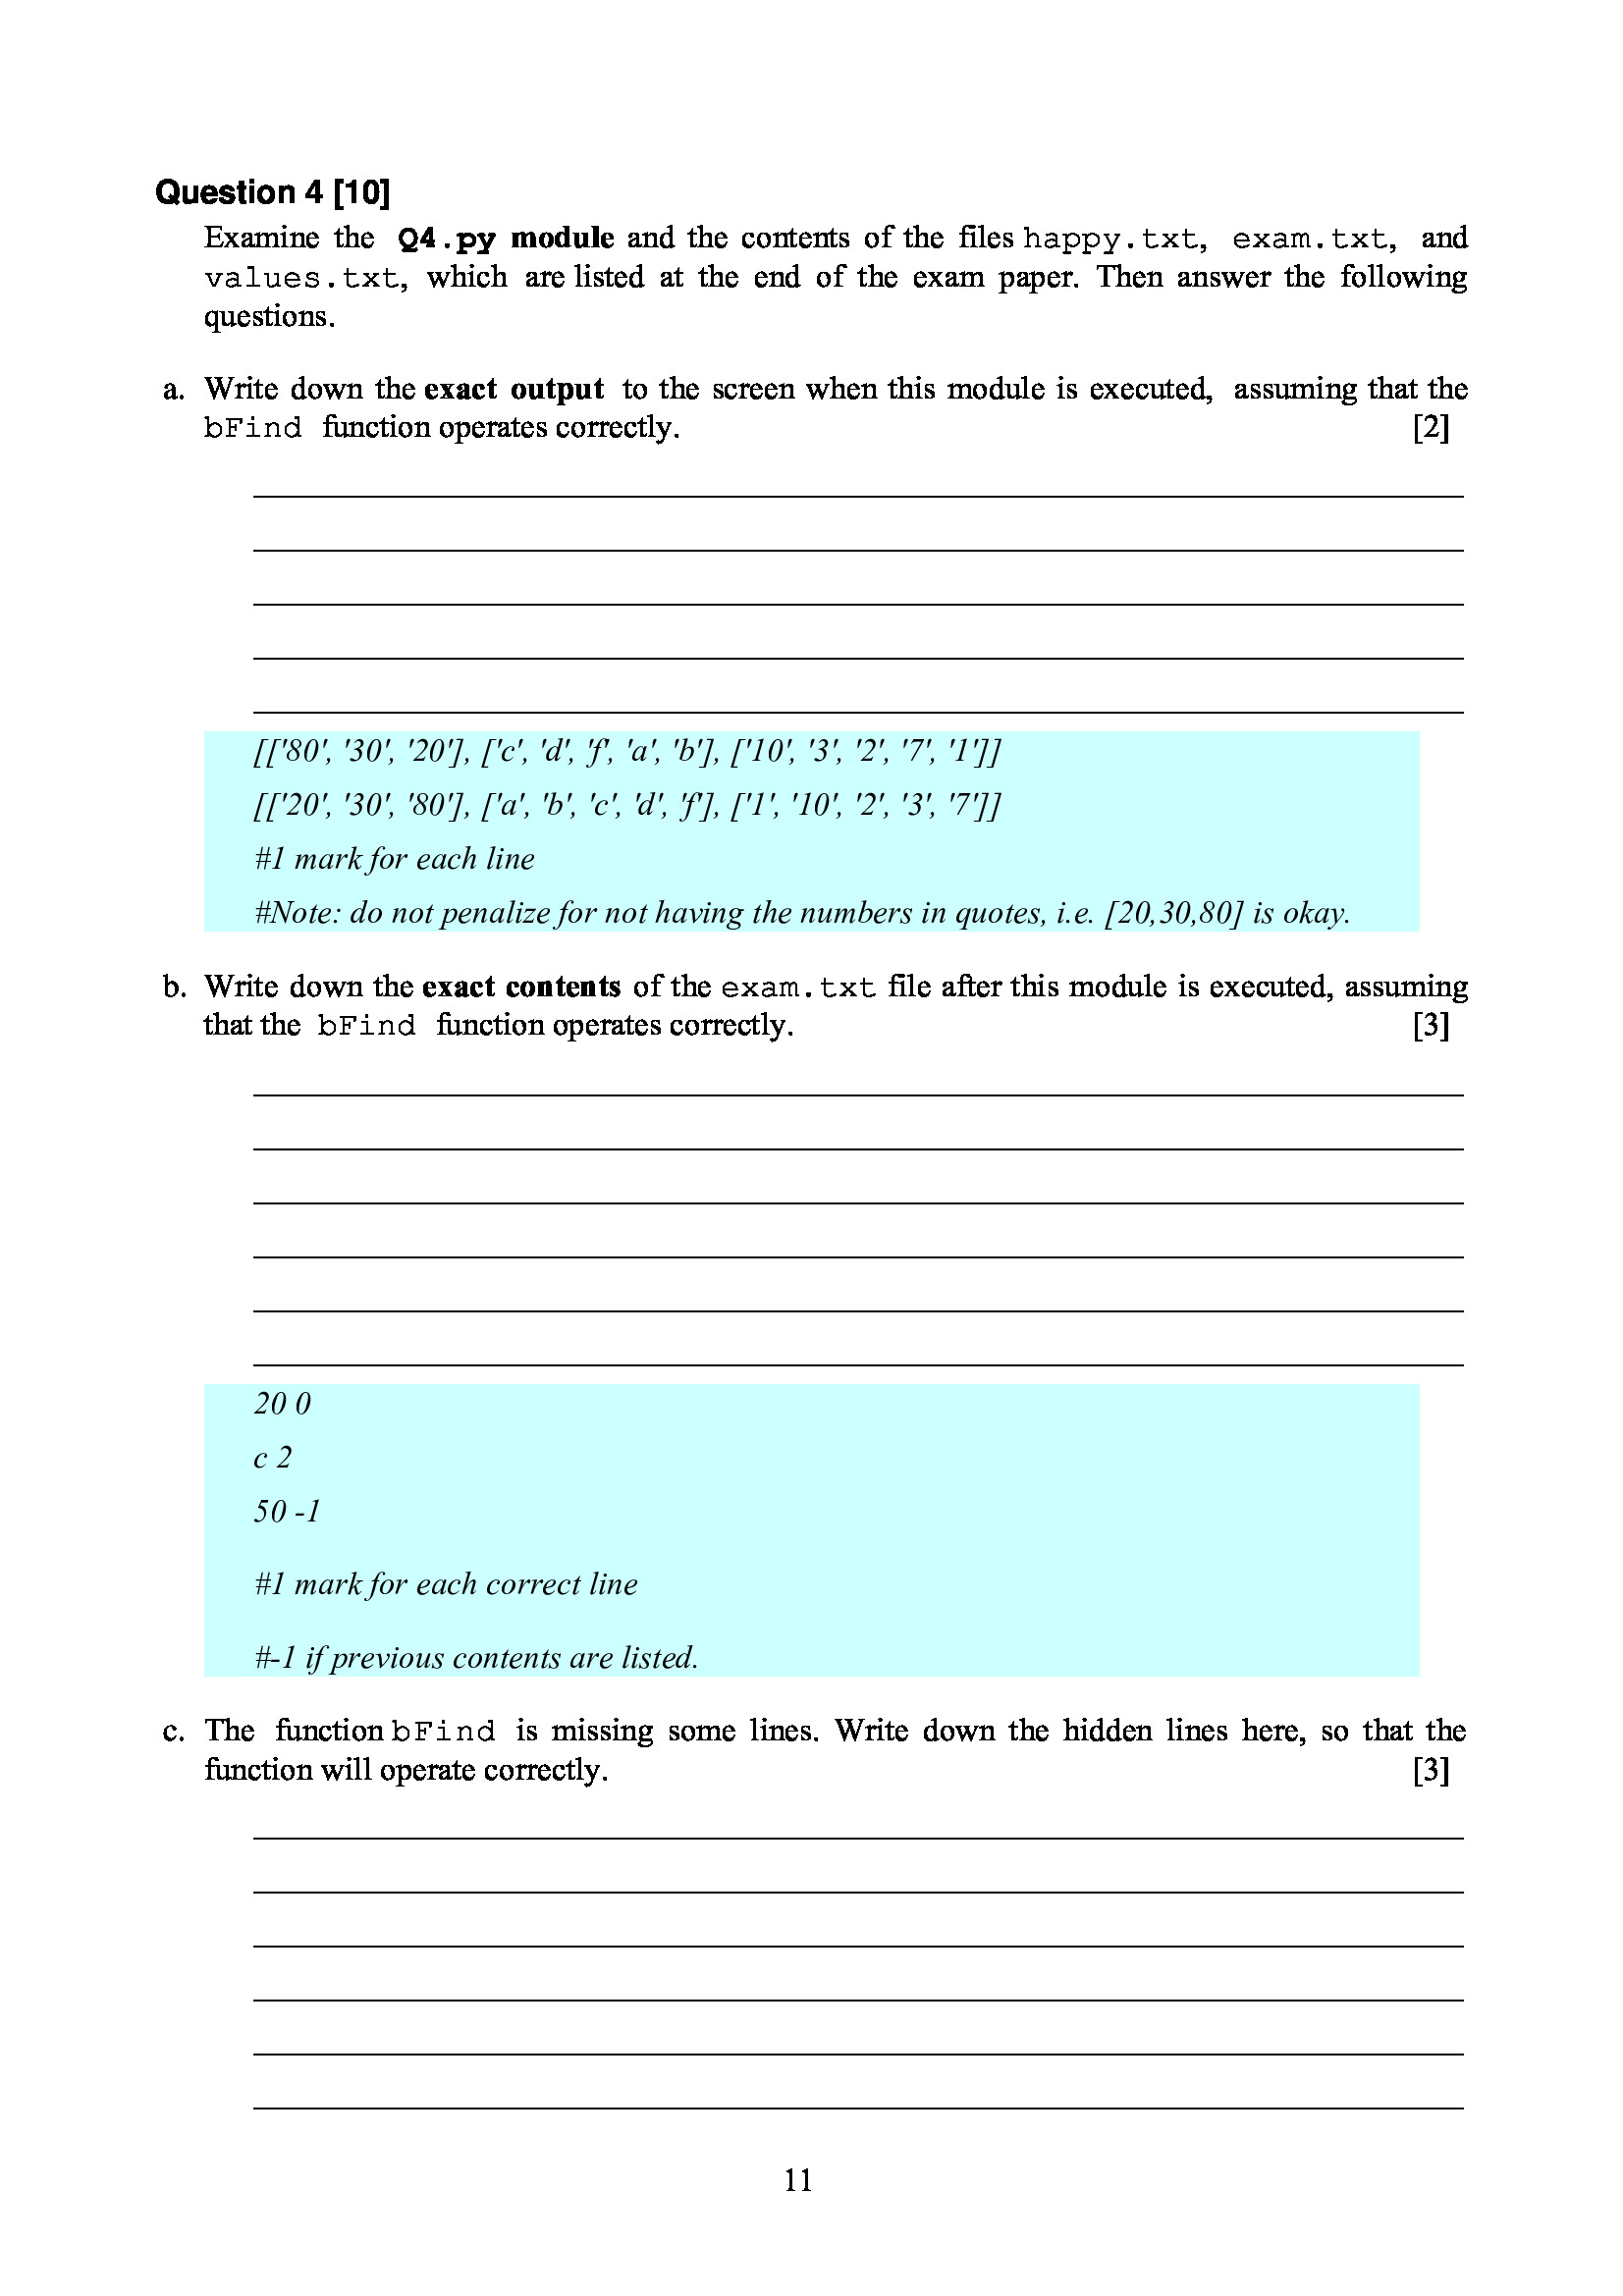 Question 4 [10]
Examine the Q4.py module and the contents of the files happy.txt, exam.txt, and
values.txt, which are listed at the end of the exam paper. Then answer the following
questions.
a. Write down the exact output to the screen when this module is executed, assuming that the
bFind function operates correctly. [2]
[['80', '30', '20'], ['c', 'd', 'f', 'a', 'b'], ['10', '3', '2', '7', '1']]
[['20', '30', '80'], ['a', 'b', 'c', 'd', 'f'], ['1', '10', '2', '3', '7']]
#1 mark for each line
#Note: do not penalize for not having the numbers in quotes, i.e. [20,30,80] is okay.
b. Write down the exact contents of the exam.txt file after this module is executed, assuming
that the bFind function operates correctly. [3]
20 0
c 2
50 -1
#1 mark for each correct line
#-1 if previous contents are listed.
c. The function bFind is missing some lines. Write down the hidden lines here, so that the
function will operate correctly. [3]
11